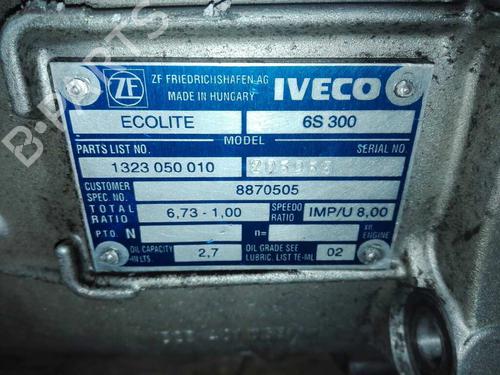 ZF
ZF FRIEDRICHSHAFEN AG
MADE IN HUNGARY
IVECO
ECOLITE
6S 300
MODEL
PARTS LIST NO.
SERIAL NO
1323 050 010
CUSTOMER
SPEC. NO.
8870505
TOTAL
RATIO
6,73 - 1,00
SPEEDO
RATIO
IMP/U 8,00
P.T.O. N
n=
ENGINE
OIL CAPACITY
IN LTS
2,7
OIL GRADE SEE
LUBRIC. LIST TE-ML
02
B-PARTS